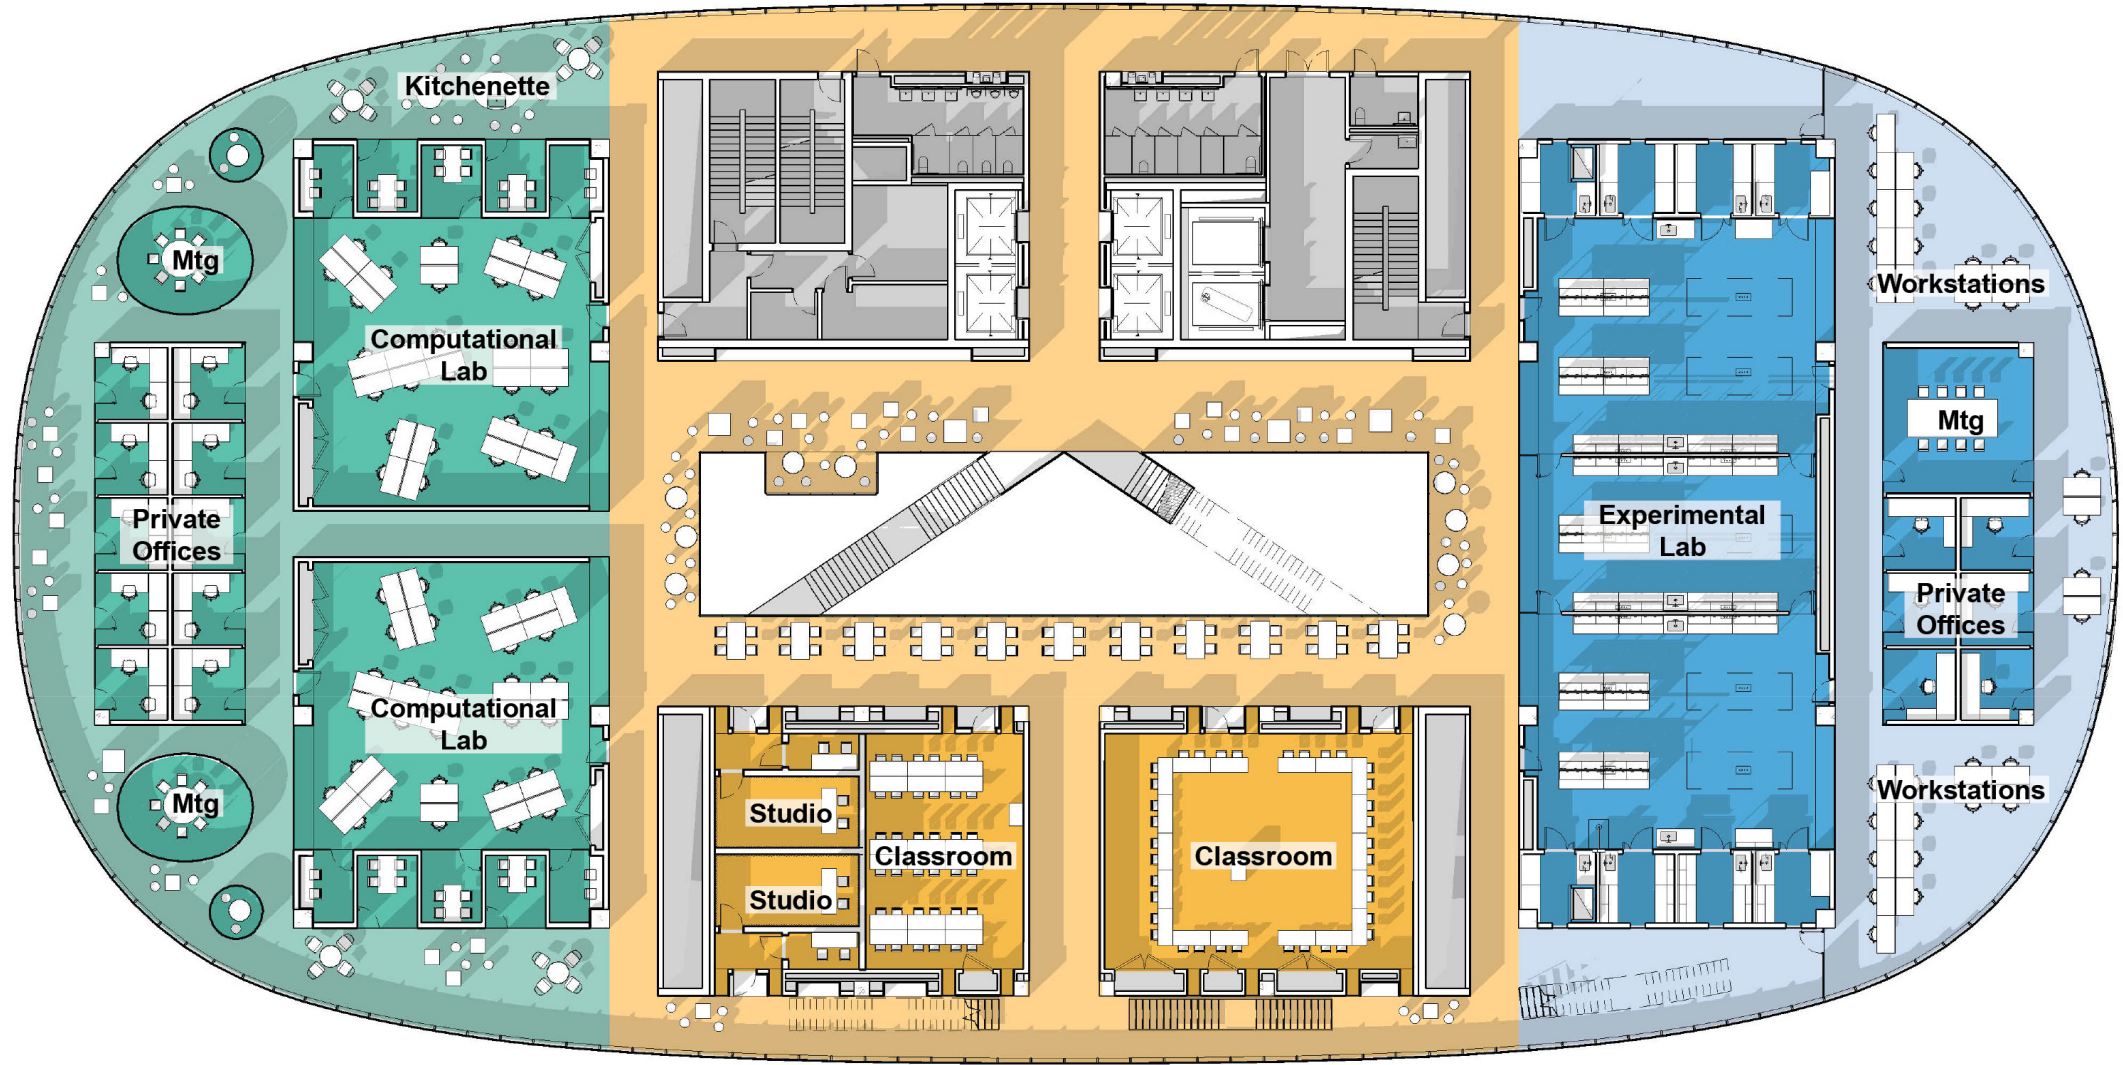 Kitchenette
Mtg
Computational
Lab
Private
Offices
Computational
Lab
Mtg
Studio
Studio
Classroom
Classroom
Experimental
Lab
Workstations
Mtg
Private
Offices
Workstations